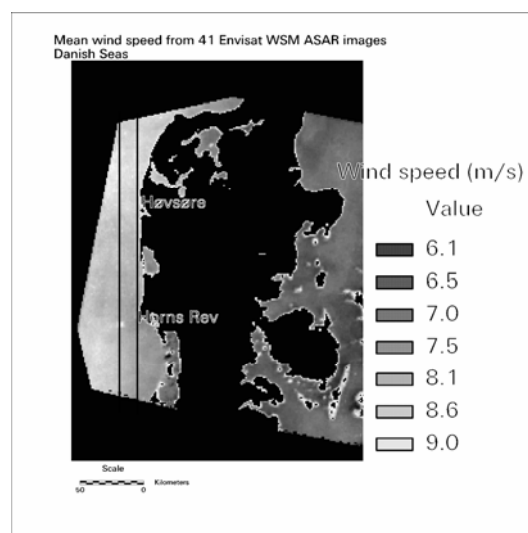 Mean wind speed from 41 Envisat WSM ASAR images
Danish Seas
Wind speed (m/s)
Høvsøre
Value
6.1
6.5
7.0
7.5
8.1
8.6
9.0
Horns Rev
Scale
50 0 Kilometers